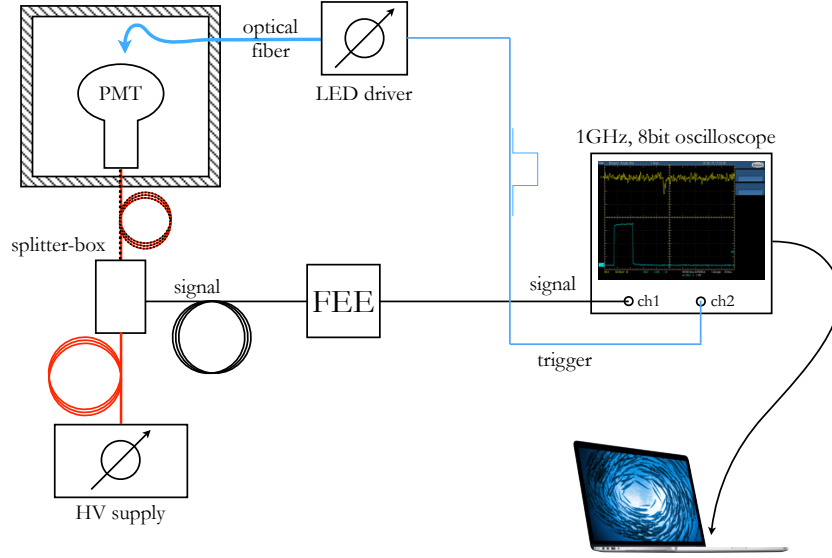 optical
fiber
PMT
LED driver
1GHz, 8bit oscilloscope
splitter-box
signal
FEE
signal
ch1
ch2
trigger
HV supply